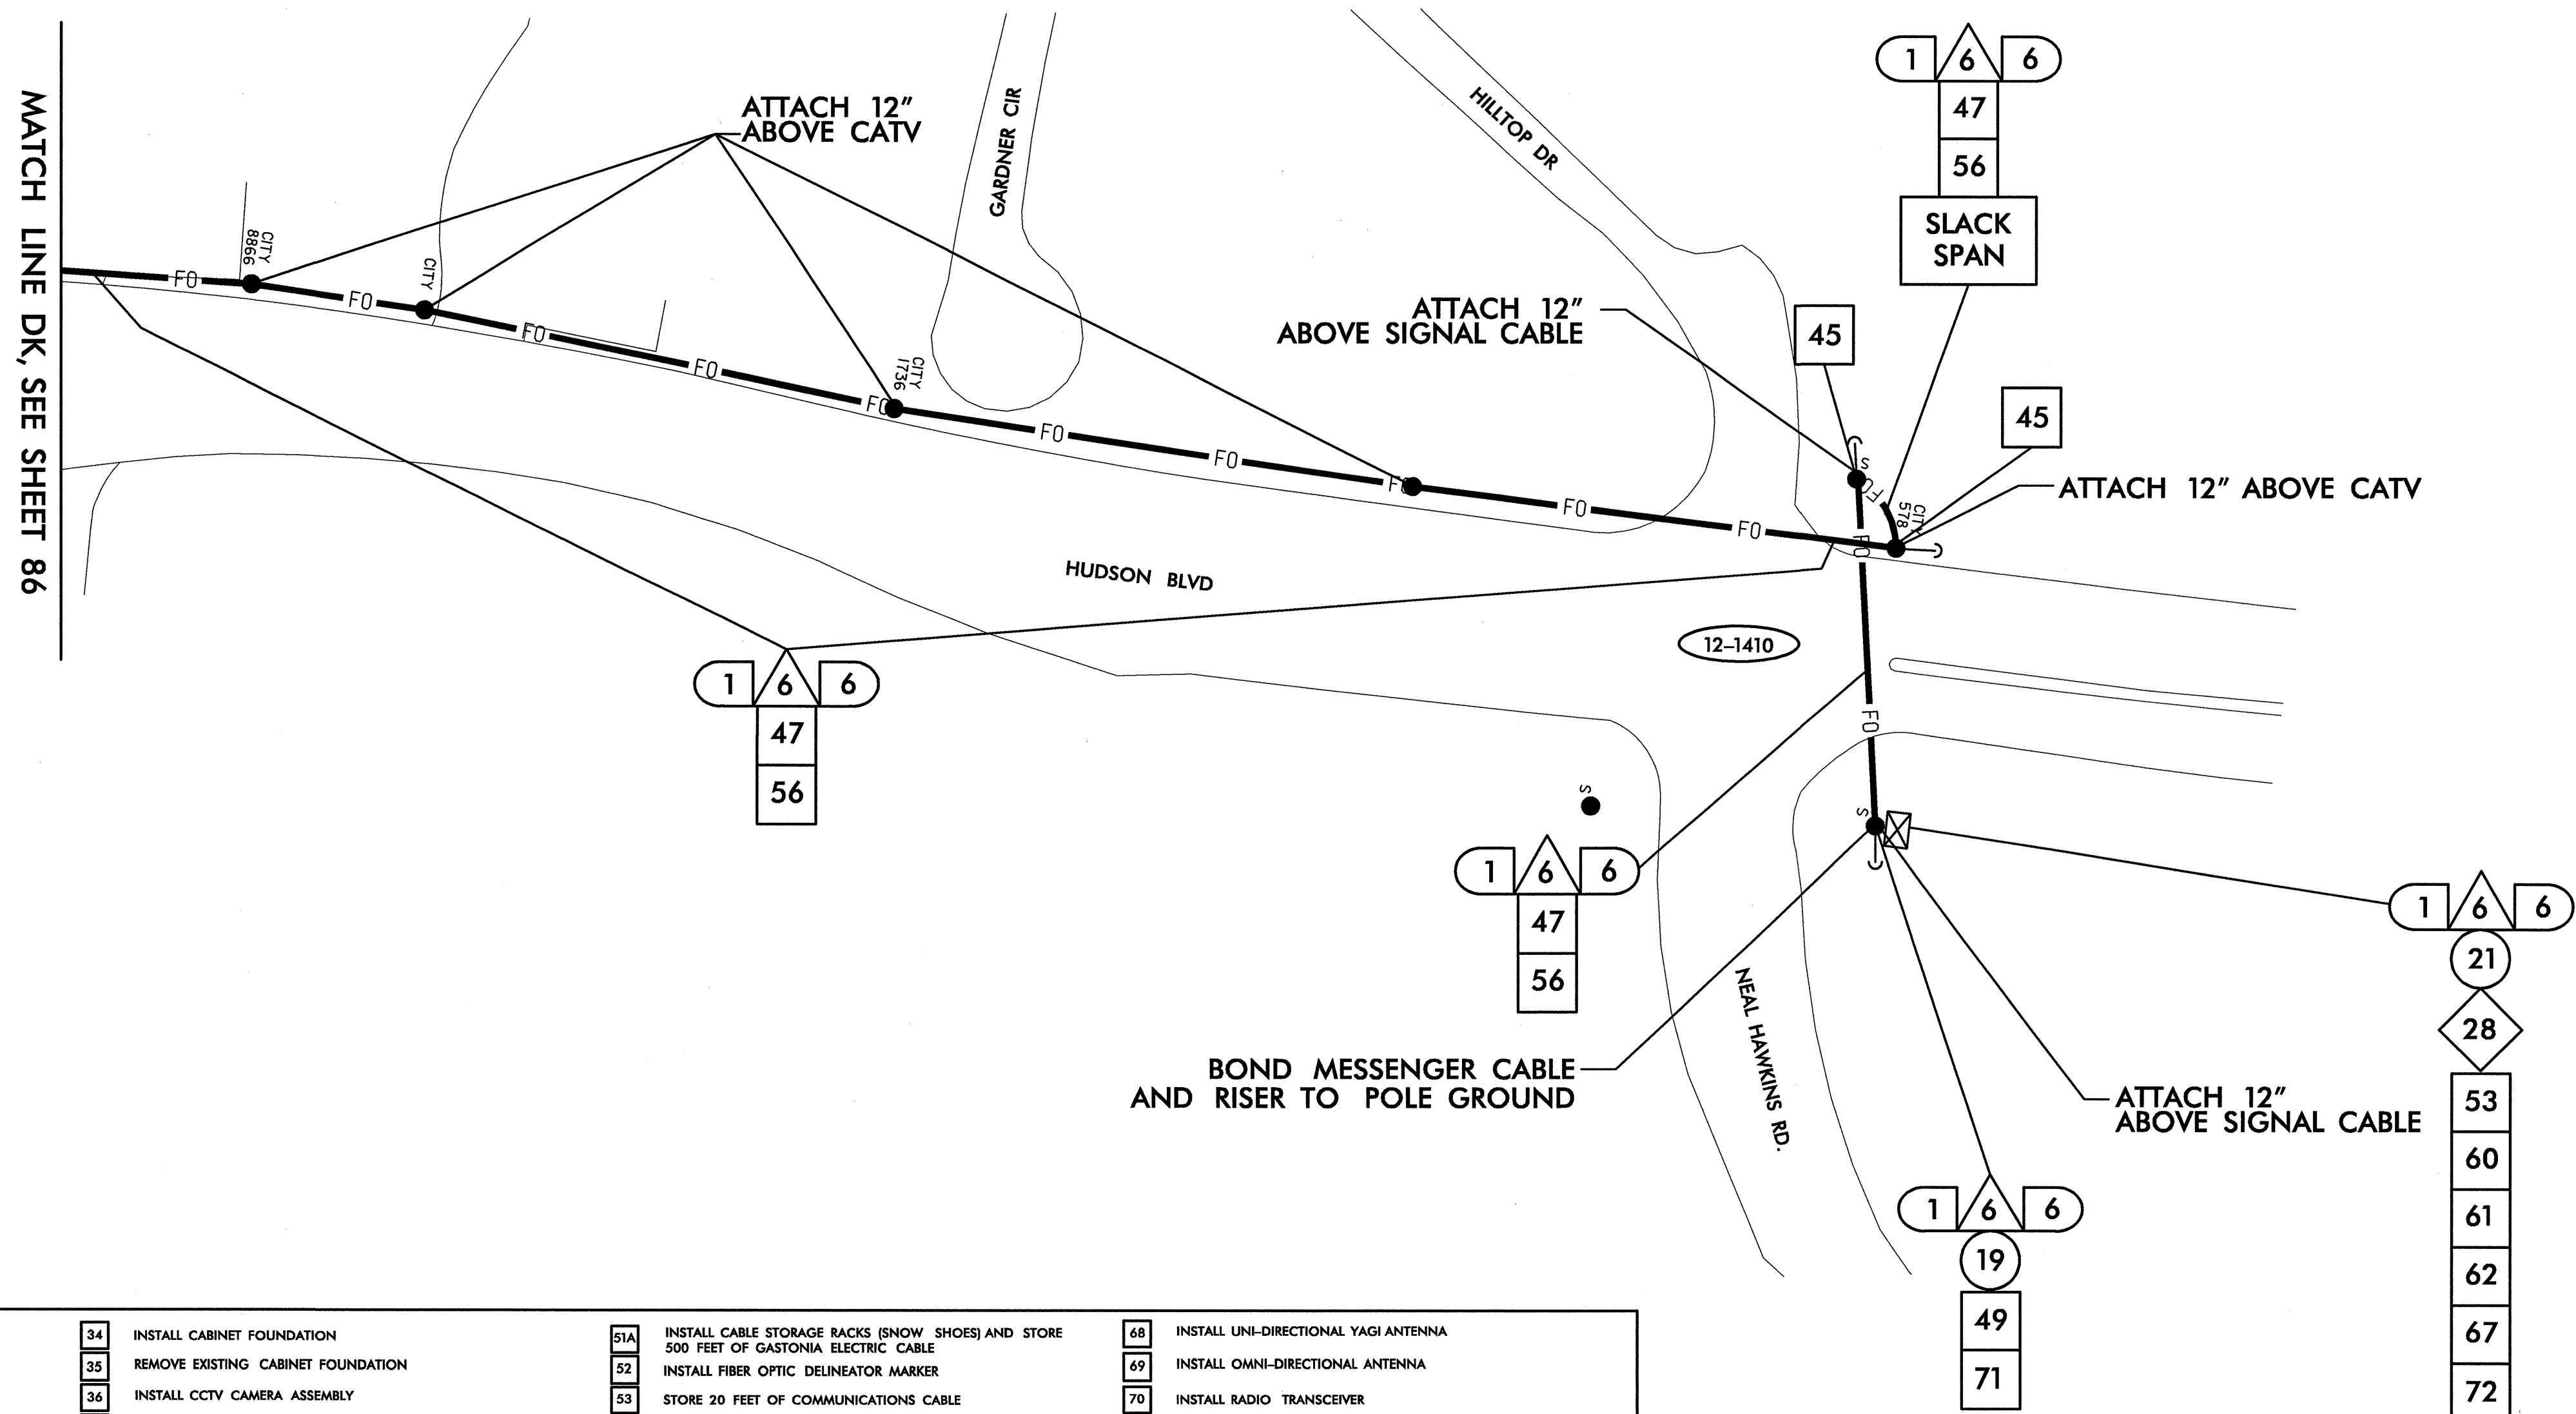 MATCH LINE DK, SEE SHEET 86
ATTACH 12"
ABOVE CATV
GARDNER CIR
HILLTOP DR
1 6 6
47
56
SLACK
SPAN
CITY
8866
CITY
CITY
1736
FO
FO
FO
FO
FO
FO
FO
FO
FO
FO
ATTACH 12"
ABOVE SIGNAL CABLE
45
45
S
FO
CITY
578
ATTACH 12" ABOVE CATV
FO
HUDSON BLVD
12-1410
FO
1 6 6
47
56
S
S
1 6 6
47
56
1 6 6
21
28
53
60
61
62
67
72
NEAL HAWKINS RD.
BOND MESSENGER CABLE
AND RISER TO POLE GROUND
ATTACH 12"
ABOVE SIGNAL CABLE
1 6 6
19
49
71
34 INSTALL CABINET FOUNDATION
35 REMOVE EXISTING CABINET FOUNDATION
36 INSTALL CCTV CAMERA ASSEMBLY
51A INSTALL CABLE STORAGE RACKS (SNOW SHOES) AND STORE
500 FEET OF GASTONIA ELECTRIC CABLE
52 INSTALL FIBER OPTIC DELINEATOR MARKER
53 STORE 20 FEET OF COMMUNICATIONS CABLE
68 INSTALL UNI-DIRECTIONAL YAGI ANTENNA
69 INSTALL OMNI-DIRECTIONAL ANTENNA
70 INSTALL RADIO TRANSCEIVER